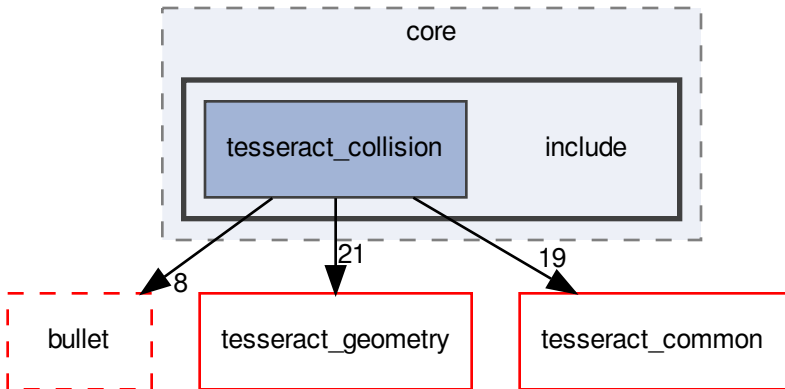 core
tesseract_collision
include
8
21
19
bullet
tesseract_geometry
tesseract_common